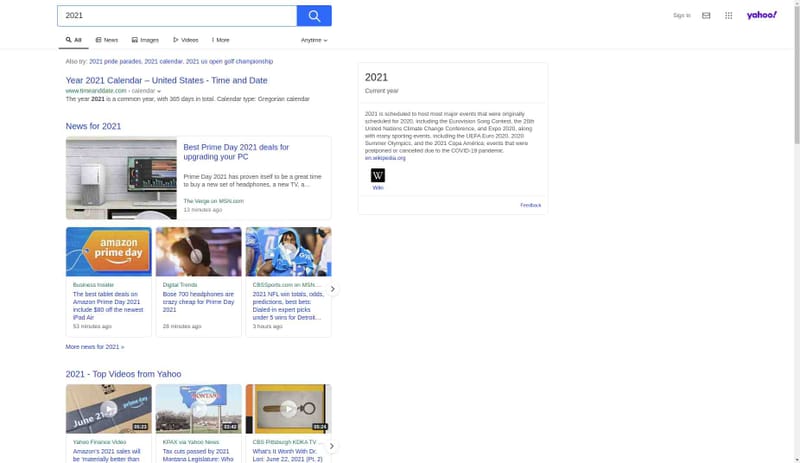 2021
Sign in
yahoo!
All
News
Images
Videos
More
Anytime
Also try: 2021 pride parades, 2021 calendar, 2021 us open golf championship
Year 2021 Calendar – United States - Time and Date
www.timeanddate.com › calendar
The year 2021 is a common year, with 365 days in total. Calendar type: Gregorian calendar
News for 2021
Best Prime Day 2021 deals for
upgrading your PC
Prime Day 2021 has proven itself to be a great time
to buy a new set of headphones, a new TV, a...
The Verge on MSN.com
13 minutes ago
amazon
prime day
Business Insider
The best tablet deals on
Amazon Prime Day 2021
include $80 off the newest
iPad Air
53 minutes ago
Digital Trends
Bose 700 headphones are
crazy cheap for Prime Day
2021
28 minutes ago
CBSSports.com on MSN ...
2021 NFL win totals, odds,
predictions, best bets:
Dialed-in expert picks
under 5 wins for Detroit...
3 hours ago
More news for 2021 »
2021 - Top Videos from Yahoo
June 21
prime day
Yahoo Finance Video
Amazon's 2021 sales will
be 'materially better than
MONTANA
03:42
KPAX via Yahoo News
Tax cuts passed by 2021
Montana Legislature: Who
CBS Pittsburgh KDKA TV ...
What's It Worth With Dr.
Lori: June 22, 2021 (Pt. 2)
2021
Current year
2021 is scheduled to host most major events that were originally
scheduled for 2020, including the Eurovision Song Contest, the 26th
United Nations Climate Change Conference, and Expo 2020, along
with many sporting events, including the UEFA Euro 2020, 2020
Summer Olympics, and the 2021 Copa América; events that were
postponed or canceled due to the COVID-19 pandemic.
en.wikipedia.org
W
Wiki
Feedback